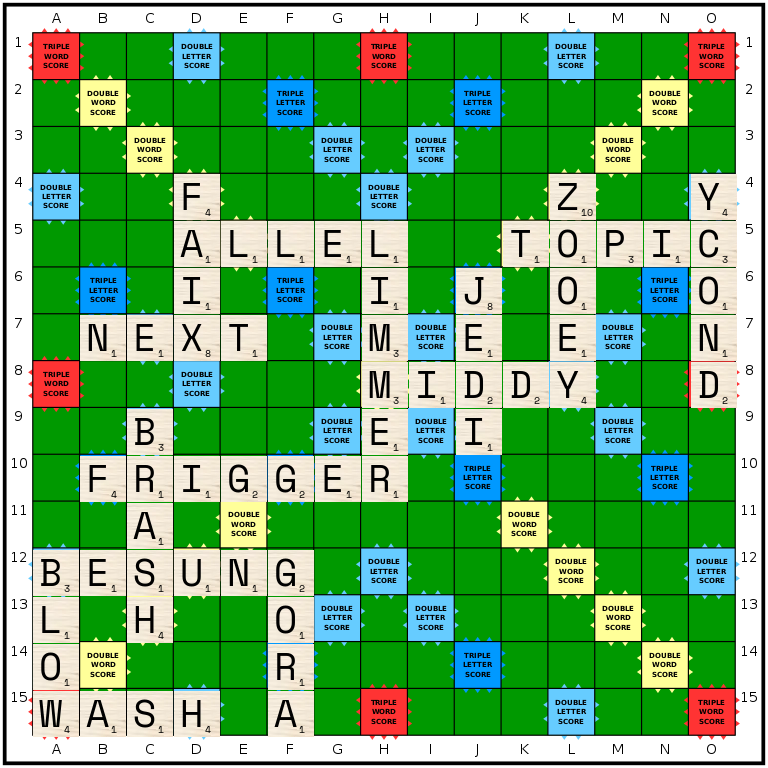 A B C D E F G H I J K L M N O
1 TRIPLE WORD SCORE DOUBLE LETTER SCORE TRIPLE WORD SCORE DOUBLE LETTER SCORE TRIPLE WORD SCORE 1
2 DOUBLE WORD SCORE TRIPLE LETTER SCORE TRIPLE LETTER SCORE DOUBLE WORD SCORE 2
3 DOUBLE WORD SCORE DOUBLE LETTER SCORE DOUBLE LETTER SCORE DOUBLE WORD SCORE 3
4 DOUBLE LETTER SCORE F4 DOUBLE LETTER SCORE Z10 Y4 4
5 A1 L1 L1 E1 L1 T1 O1 P3 I1 C3 5
6 TRIPLE LETTER SCORE I1 TRIPLE LETTER SCORE I1 J8 O1 TRIPLE LETTER SCORE O1 6
7 N1 E1 X8 T1 DOUBLE LETTER SCORE M3 DOUBLE LETTER SCORE E1 E1 DOUBLE LETTER SCORE N1 7
8 TRIPLE WORD SCORE DOUBLE LETTER SCORE M3 I1 D2 D2 Y4 D2 8
9 B3 DOUBLE LETTER SCORE E1 DOUBLE LETTER SCORE I1 DOUBLE LETTER SCORE 9
10 F4 R1 I1 G2 G2 E1 R1 TRIPLE LETTER SCORE TRIPLE LETTER SCORE 10
11 A1 DOUBLE WORD SCORE DOUBLE WORD SCORE 11
12 B3 E1 S1 U1 N1 G2 DOUBLE LETTER SCORE DOUBLE WORD SCORE DOUBLE LETTER SCORE 12
13 L1 H4 O1 DOUBLE LETTER SCORE DOUBLE LETTER SCORE DOUBLE WORD SCORE 13
14 O1 DOUBLE WORD SCORE R1 TRIPLE LETTER SCORE DOUBLE WORD SCORE 14
15 W4 A1 S1 H4 A1 TRIPLE WORD SCORE DOUBLE LETTER SCORE TRIPLE WORD SCORE 15
A B C D E F G H I J K L M N O